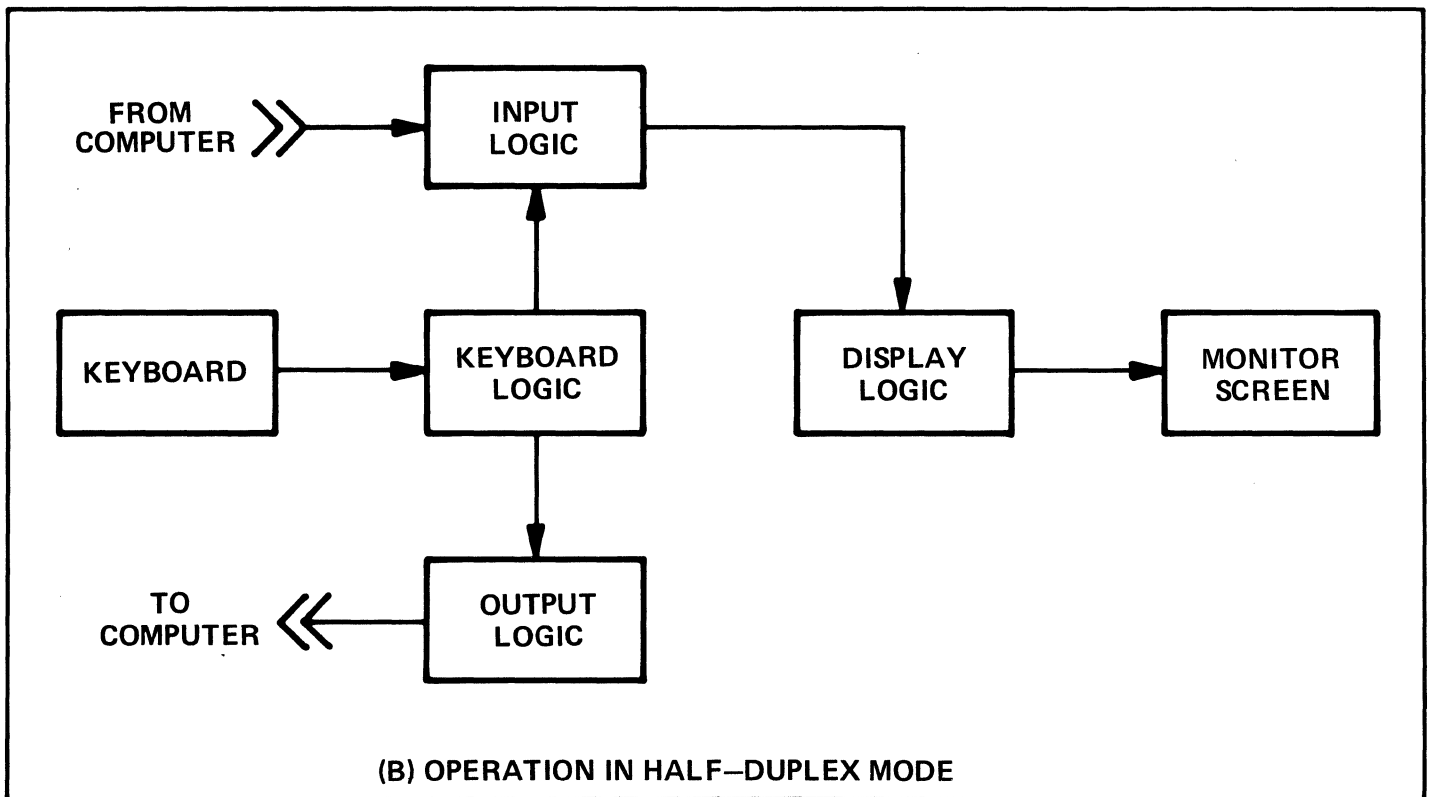 FROM
COMPUTER
INPUT
LOGIC
KEYBOARD
KEYBOARD
LOGIC
DISPLAY
LOGIC
MONITOR
SCREEN
TO
COMPUTER
OUTPUT
LOGIC
(B) OPERATION IN HALF–DUPLEX MODE